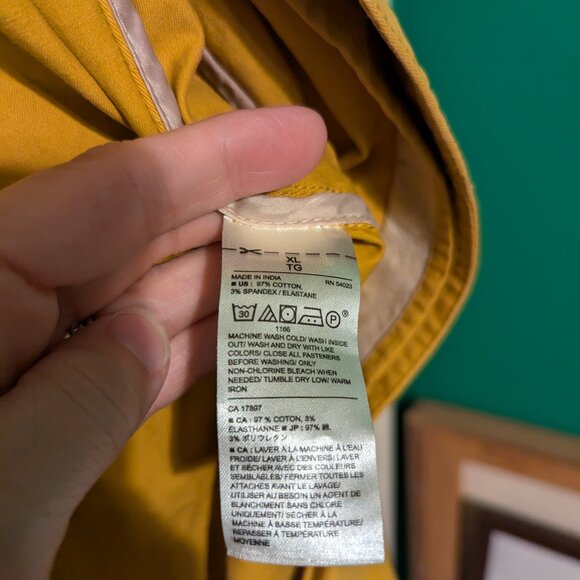 XL
TG
MADE IN INDIA RN 54023
■ US : 97% COTTON,
3% SPANDEX / ELASTANE
30 P
1166
MACHINE WASH COLD/ WASH INSIDE
OUT/ WASH AND DRY WITH LIKE
COLORS/ CLOSE ALL FASTENERS
BEFORE WASHING/ ONLY
NON-CHLORINE BLEACH WHEN
NEEDED/ TUMBLE DRY LOW/ WARM
IRON
CA 17897
■ CA : 97 % COTON, 3%
ÉLASTHANNE ■ JP : 97% 綿,
3% ポリウレタン
■ CA : LAVER À LA MACHINE À L'EAU
FROIDE/ LAVER À L'ENVERS/ LAVER
ET SÉCHER AVEC DES COULEURS
SEMBLABLES/ FERMER TOUTES LES
ATTACHES AVANT LE LAVAGE/
UTILISER AU BESOIN UN AGENT DE
BLANCHIMENT SANS CHLORE
UNIQUEMENT/ SÉCHER À LA
MACHINE À BASSE TEMPÉRATURE/
REPASSER À TEMPÉRATURE
MOYENNE